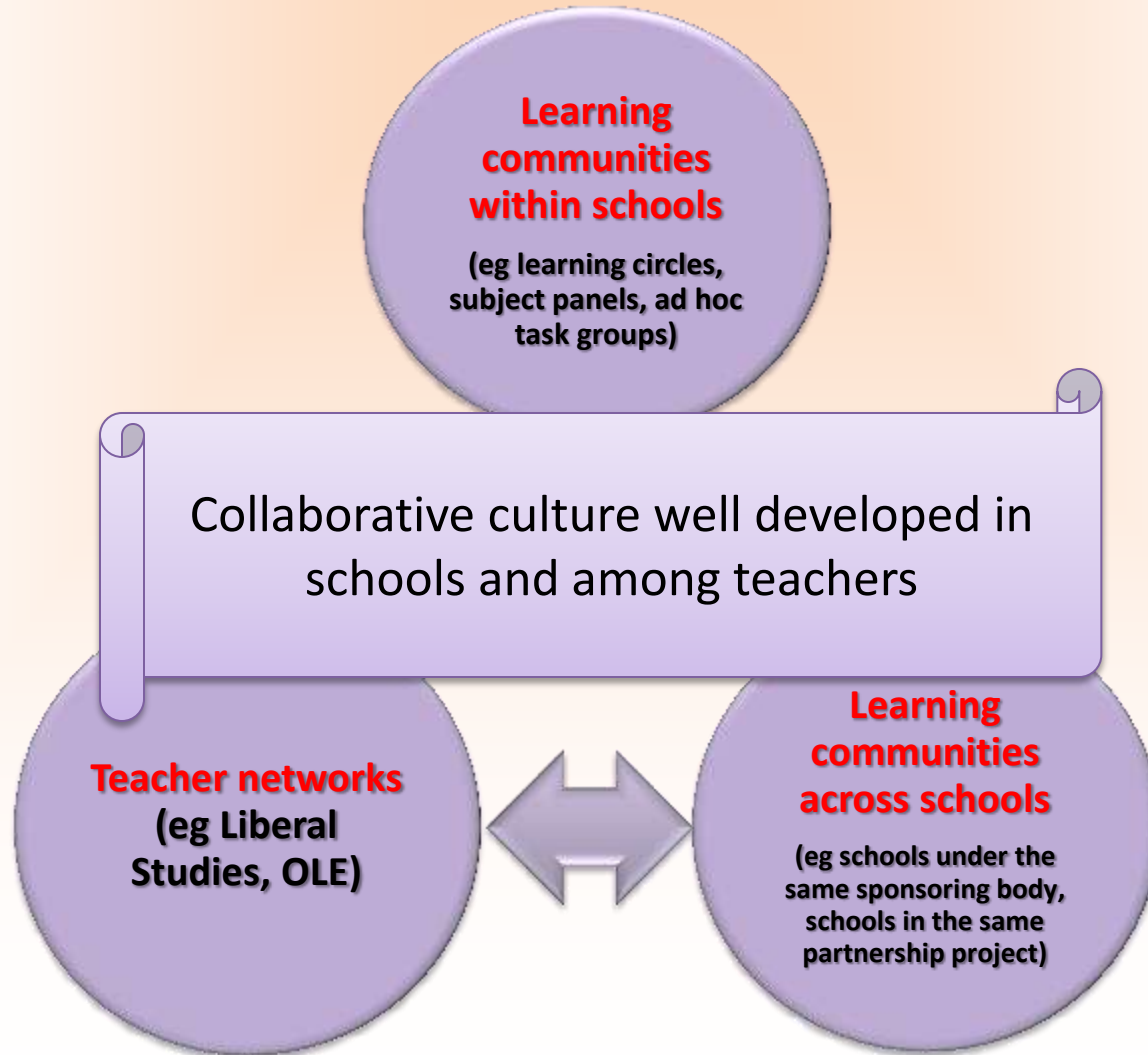 Learning
communities
within schools
(eg learning circles,
subject panels, ad hoc
task groups)
Collaborative culture well developed in
schools and among teachers
Teacher networks
(eg Liberal
Studies, OLE)
Learning
communities
across schools
(eg schools under the
same sponsoring body,
schools in the same
partnership project)